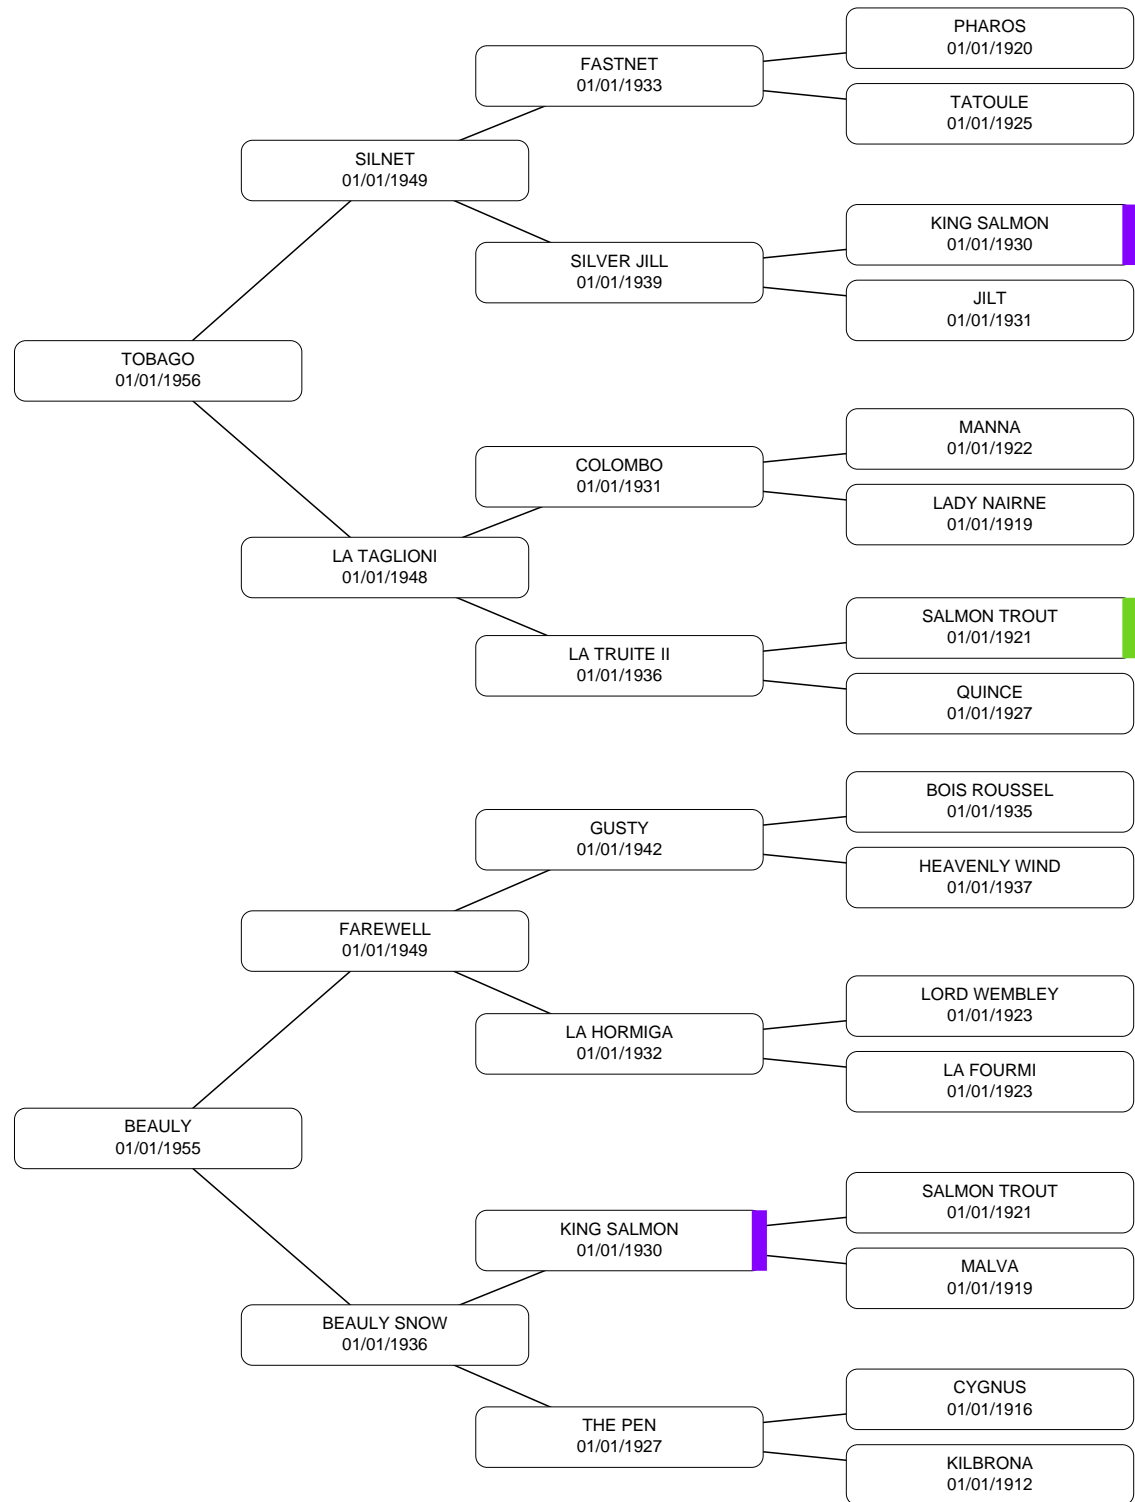 PHAROS
01/01/1920
FASTNET
01/01/1933
TATOULE
01/01/1925
SILNET
01/01/1949
KING SALMON
01/01/1930
SILVER JILL
01/01/1939
JILT
01/01/1931
TOBAGO
01/01/1956
MANNA
01/01/1922
COLOMBO
01/01/1931
LADY NAIRNE
01/01/1919
LA TAGLIONI
01/01/1948
SALMON TROUT
01/01/1921
LA TRUITE II
01/01/1936
QUINCE
01/01/1927
BOIS ROUSSEL
01/01/1935
GUSTY
01/01/1942
HEAVENLY WIND
01/01/1937
FAREWELL
01/01/1949
LORD WEMBLEY
01/01/1923
LA HORMIGA
01/01/1932
LA FOURMI
01/01/1923
BEAULY
01/01/1955
SALMON TROUT
01/01/1921
KING SALMON
01/01/1930
MALVA
01/01/1919
BEAULY SNOW
01/01/1936
CYGNUS
01/01/1916
THE PEN
01/01/1927
KILBRONA
01/01/1912